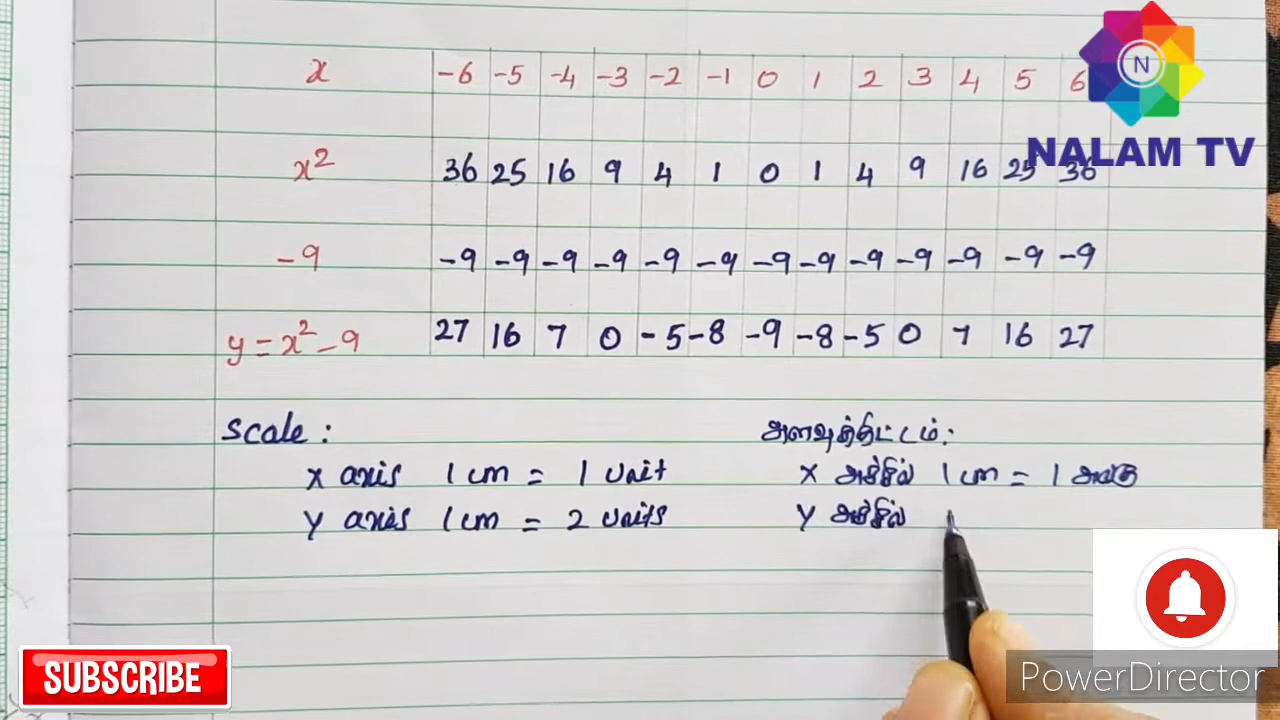 x -6 -5 -4 -3 -2 -1 0 1 2 3 4 5 6
N
NALAM TV
x² 36 25 16 9 4 1 0 1 4 9 16 25 36
-9 -9 -9 -9 -9 -9 -9 -9 -9 -9 -9 -9 -9 -9
y = x² - 9 27 16 7 0 -5 -8 -9 -8 -5 0 7 16 27
Scale : அளவுத்திட்டம்:
X axis 1 cm = 1 unit X அச்சில் 1 cm = 1 அலகு
Y axis 1 cm = 2 units Y அச்சில்
SUBSCRIBE
PowerDirector